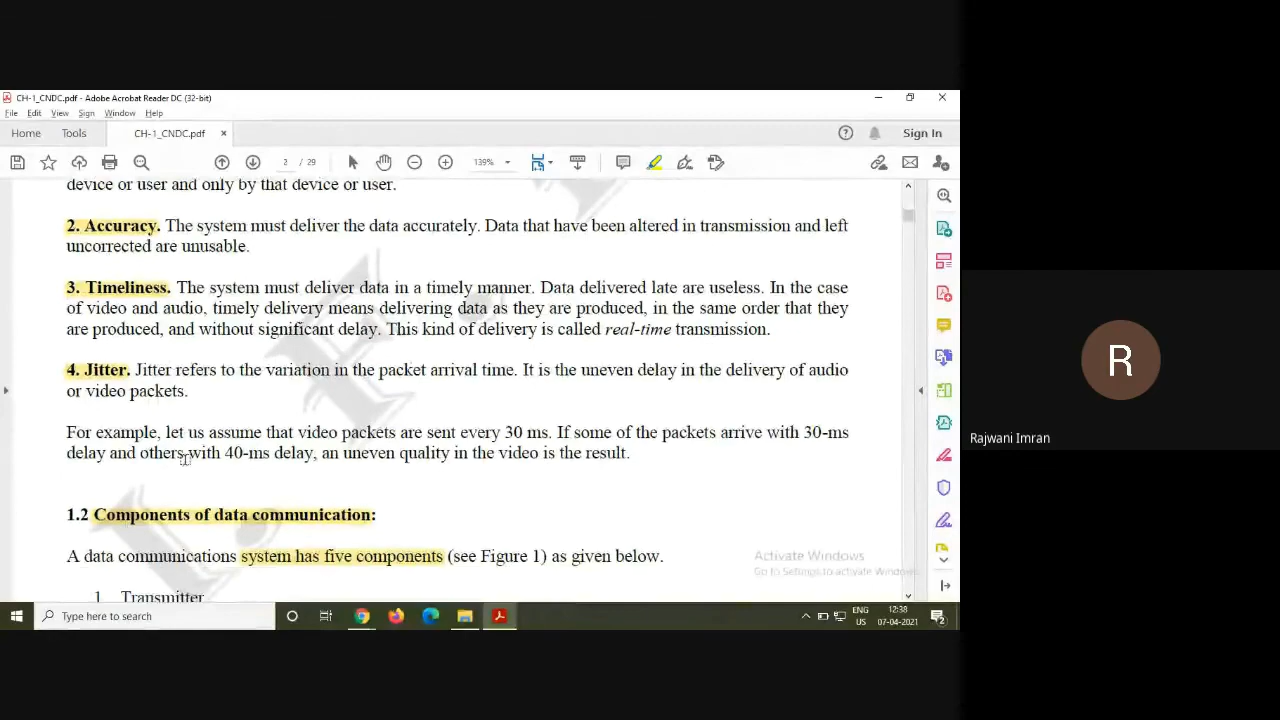 CH-1_CNDC.pdf - Adobe Acrobat Reader DC (32-bit)
File Edit View Sign Window Help
Home Tools CH-1_CNDC.pdf × Sign In
2 / 29 139%
device or user and only by that device or user.
2. Accuracy. The system must deliver the data accurately. Data that have been altered in transmission and left
uncorrected are unusable.
3. Timeliness. The system must deliver data in a timely manner. Data delivered late are useless. In the case
of video and audio, timely delivery means delivering data as they are produced, in the same order that they
are produced, and without significant delay. This kind of delivery is called real-time transmission.
4. Jitter. Jitter refers to the variation in the packet arrival time. It is the uneven delay in the delivery of audio
or video packets.
For example, let us assume that video packets are sent every 30 ms. If some of the packets arrive with 30-ms
delay and others with 40-ms delay, an uneven quality in the video is the result.
1.2 Components of data communication:
A data communications system has five components (see Figure 1) as given below.
Activate Windows
Go to Settings to activate Windows.
1. Transmitter
Type here to search
ENG
US
12:38
07-04-2021
2
R
Rajwani Imran